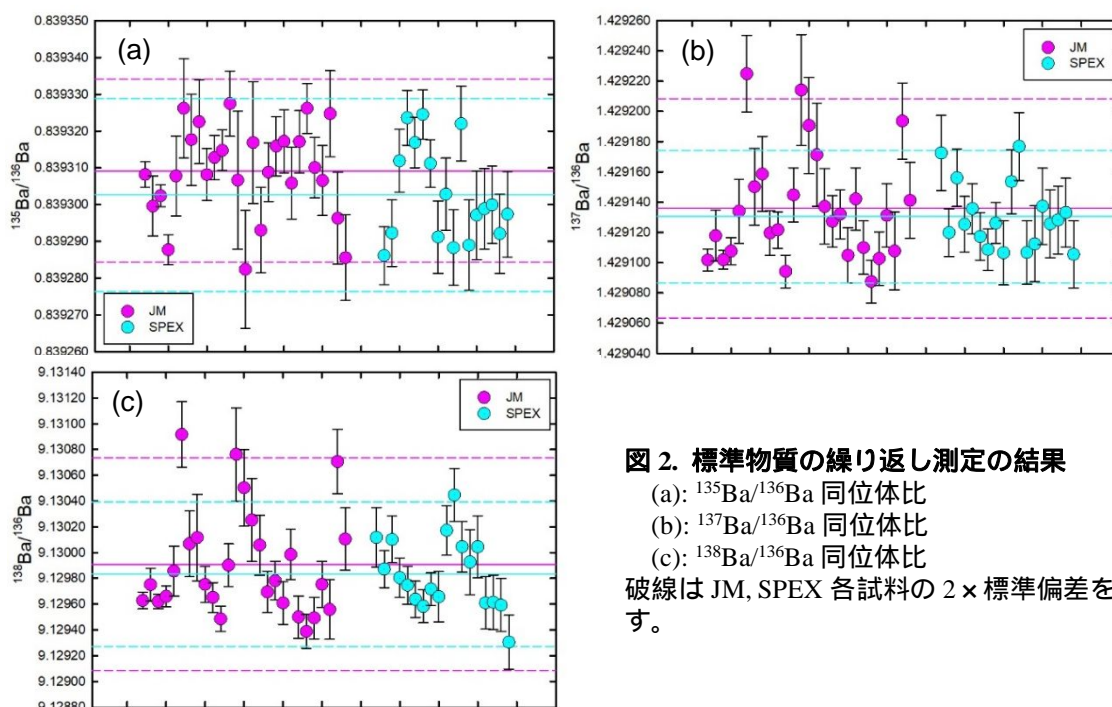 0.839350
0.839340
0.839330
0.839320
0.839310
0.839300
0.839290
0.839280
0.839270
0.839260
¹³⁵Ba/¹³⁶Ba
(a)
JM
SPEX
1.429260
1.429240
1.429220
1.429200
1.429180
1.429160
1.429140
1.429120
1.429100
1.429080
1.429060
1.429040
¹³⁷Ba/¹³⁶Ba
(b)
JM
SPEX
9.13140
9.13120
9.13100
9.13080
9.13060
9.13040
9.13020
9.13000
9.12980
9.12960
9.12940
9.12920
9.12900
9.12880
¹³⁸Ba/¹³⁶Ba
(c)
JM
SPEX
図 2. 標準物質の繰り返し測定の結果
(a): ¹³⁵Ba/¹³⁶Ba 同位体比
(b): ¹³⁷Ba/¹³⁶Ba 同位体比
(c): ¹³⁸Ba/¹³⁶Ba 同位体比
破線は JM, SPEX 各試料の 2×標準偏差を
す。